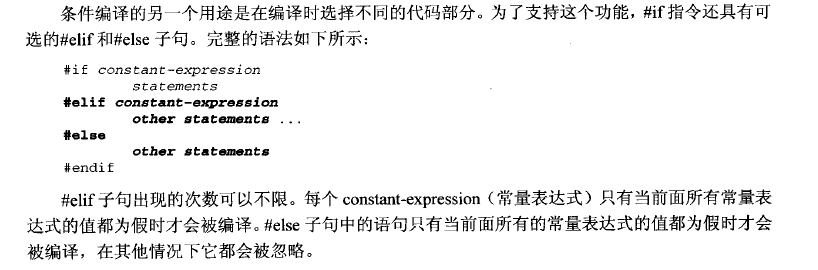 条件编译的另一个用途是在编译时选择不同的代码部分。为了支持这个功能，#if 指令还具有可
选的#elif 和#else 子句。完整的语法如下所示：
#if constant-expression
statements
#elif constant-expression
other statements ...
#else
other statements
#endif
#elif 子句出现的次数可以不限。每个 constant-expression（常量表达式）只有当前面所有常量表
达式的值都为假时才会被编译。#else 子句中的语句只有当前面所有的常量表达式的值都为假时才会
被编译，在其他情况下它都会被忽略。